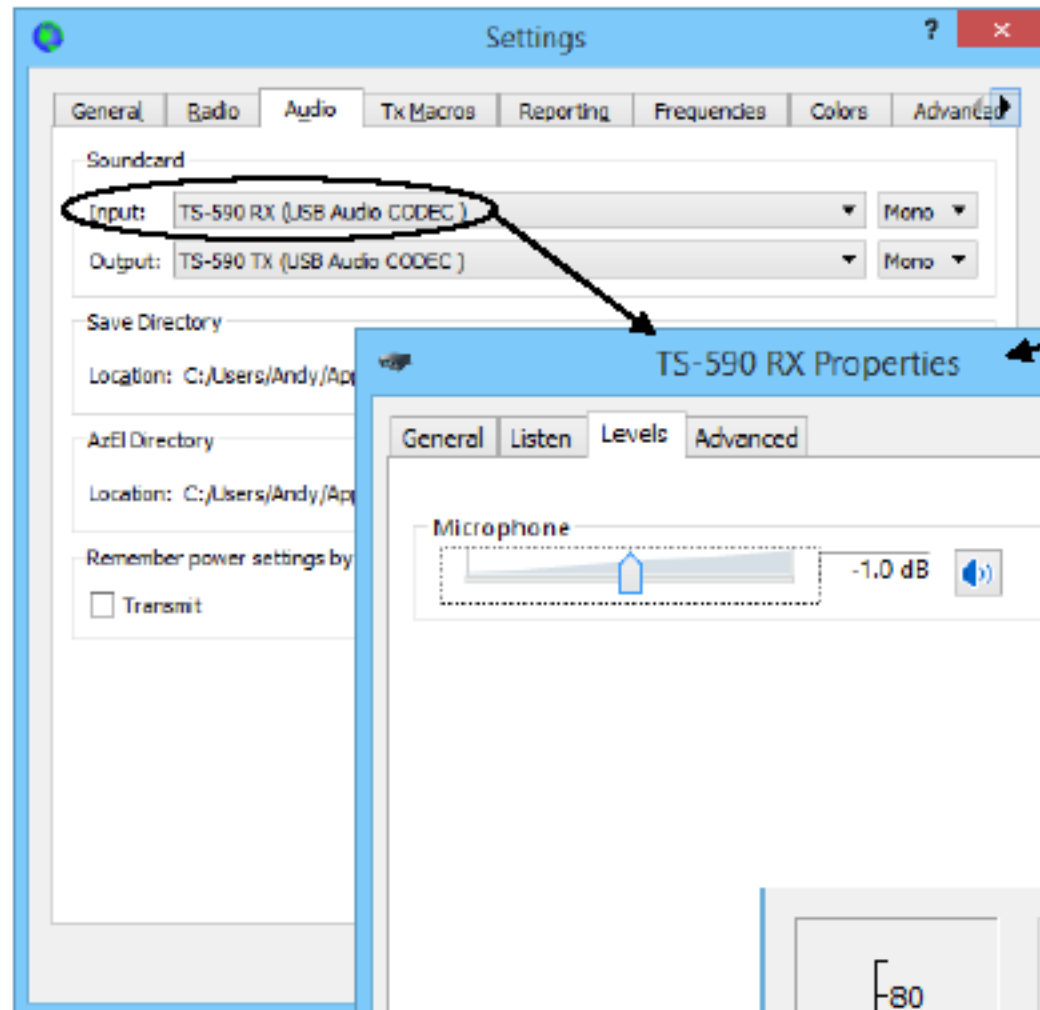 Settings
?
×
General Radio Audio Tx Macros Reporting Frequencies Colors Advanced
Soundcard
Input: TS-590 RX (USB Audio CODEC ) Mono
Output: TS-590 TX (USB Audio CODEC ) Mono
Save Directory
Location: C:/Users/Andy/App
AzEl Directory
Location: C:/Users/Andy/App
Remember power settings by
Transmit
TS-590 RX Properties
General Listen Levels Advanced
Microphone
-1.0 dB
80